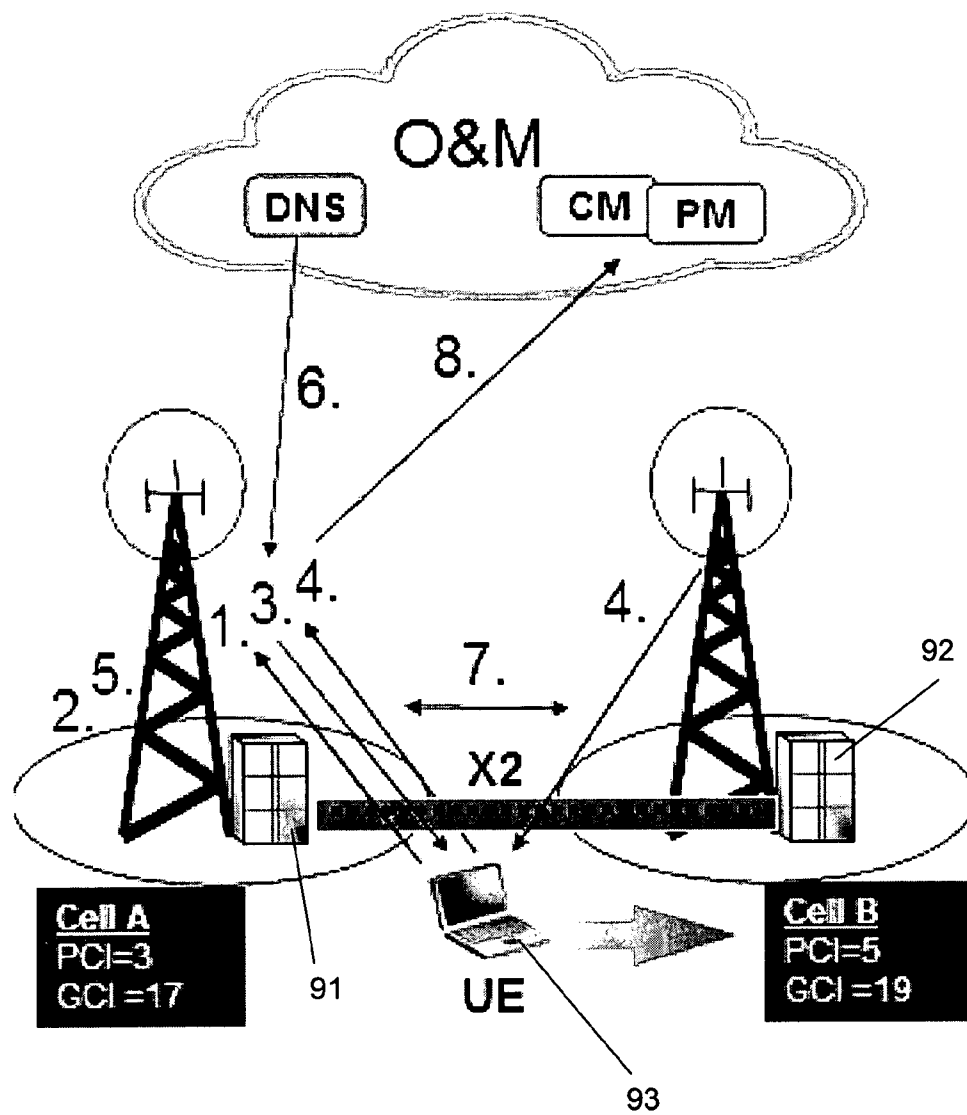 O&M
DNS
CM
PM
6.
8.
4.
3.
1.
4.
5.
2.
7.
X2
92
Cell A
PCI=3
GCI =17
91
UE
Cell B
PCI=5
GCI =19
93